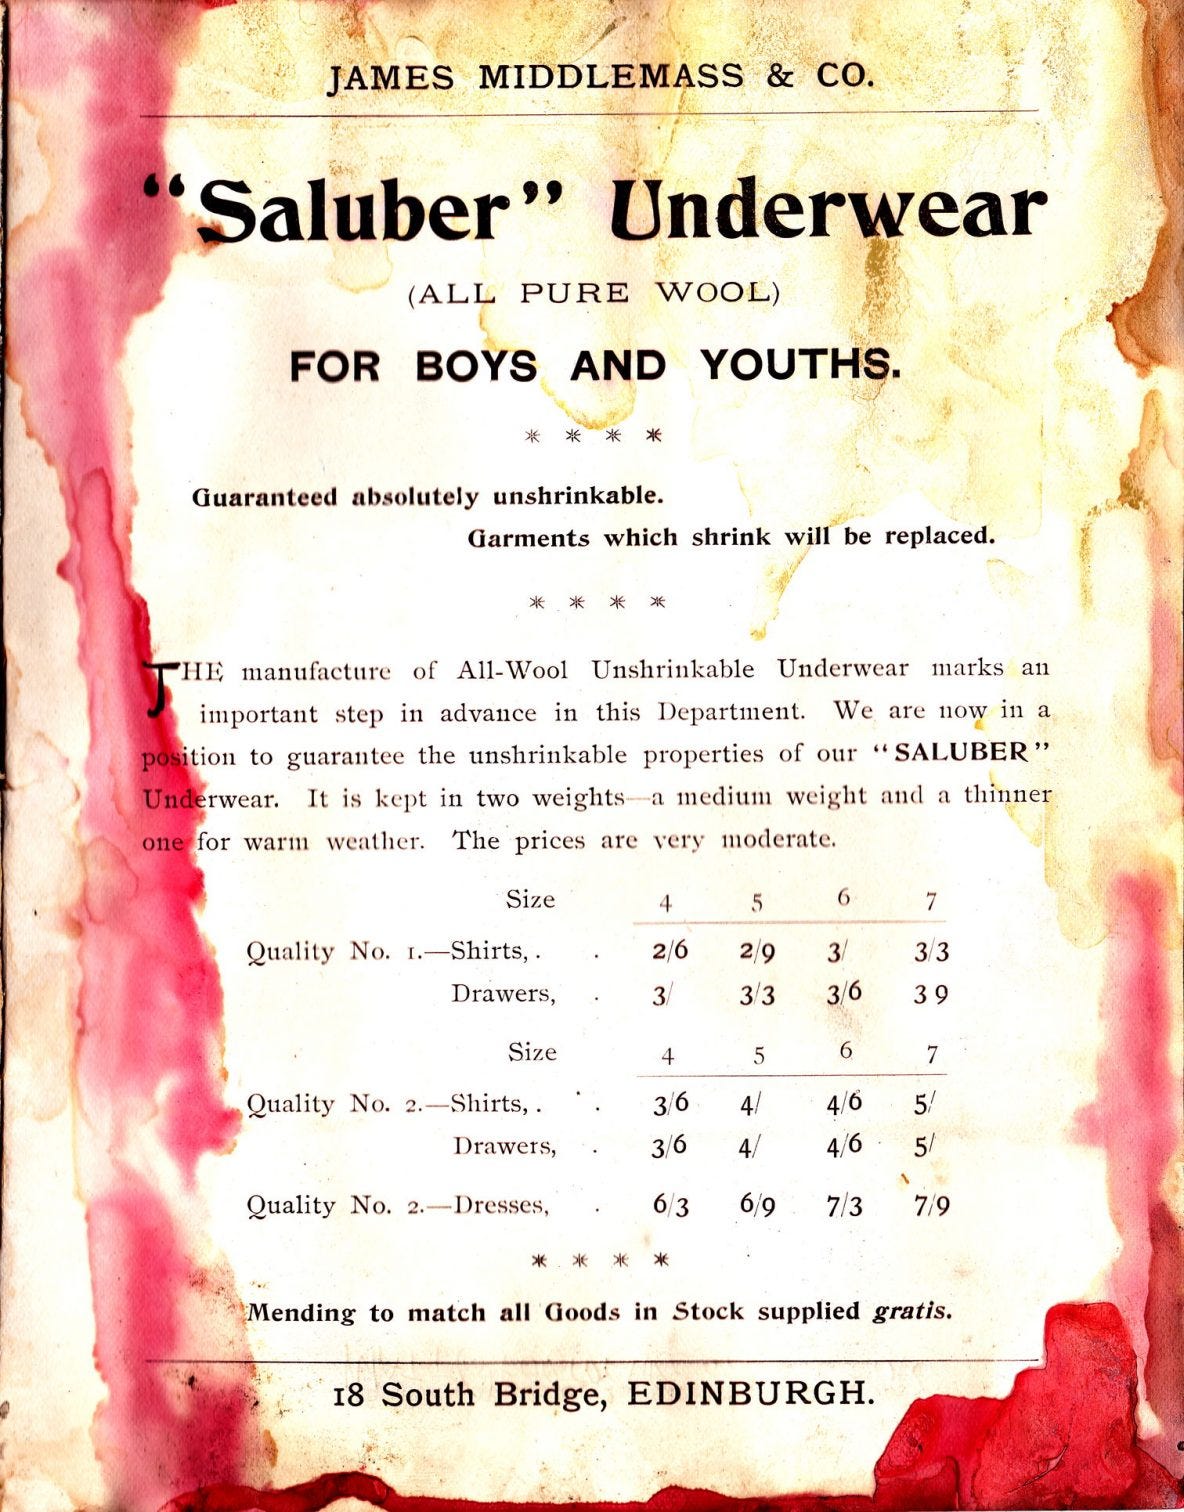 JAMES MIDDLEMASS & CO.
“Saluber” Underwear
(ALL PURE WOOL)
FOR BOYS AND YOUTHS.
* * * *
Guaranteed absolutely unshrinkable.
Garments which shrink will be replaced.
* * * *
THE manufacture of All-Wool Unshrinkable Underwear marks an
important step in advance in this Department. We are now in a
position to guarantee the unshrinkable properties of our “SALUBER”
Underwear. It is kept in two weights—a medium weight and a thinner
one for warm weather. The prices are very moderate.
Size 4 5 6 7
Quality No. 1.—Shirts, . . 2/6 2/9 3/ 3/3
Drawers, . 3/ 3/3 3/6 3 9
Size 4 5 6 7
Quality No. 2.—Shirts, . . 3/6 4/ 4/6 5/
Drawers, . 3/6 4/ 4/6 5/
Quality No. 2.—Dresses, . 6/3 6/9 7/3 7/9
* * * *
Mending to match all Goods in Stock supplied gratis.
18 South Bridge, EDINBURGH.